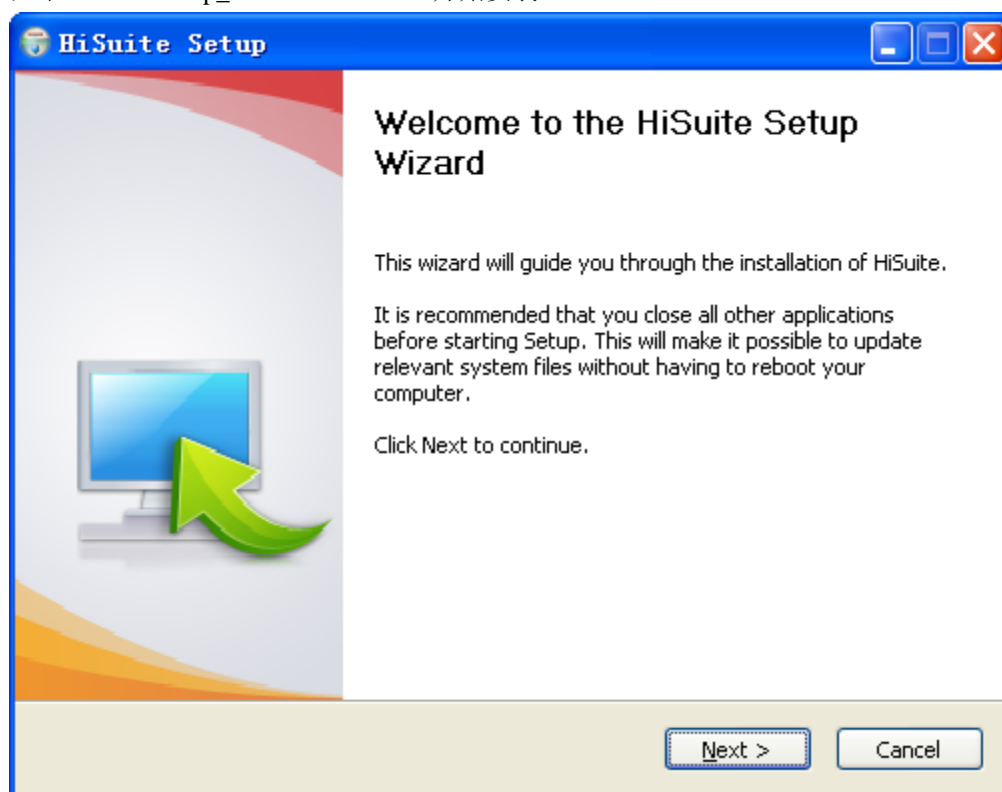 HiSuite Setup
Welcome to the HiSuite Setup
Wizard
This wizard will guide you through the installation of HiSuite.
It is recommended that you close all other applications
before starting Setup. This will make it possible to update
relevant system files without having to reboot your
computer.
Click Next to continue.
Next >
Cancel